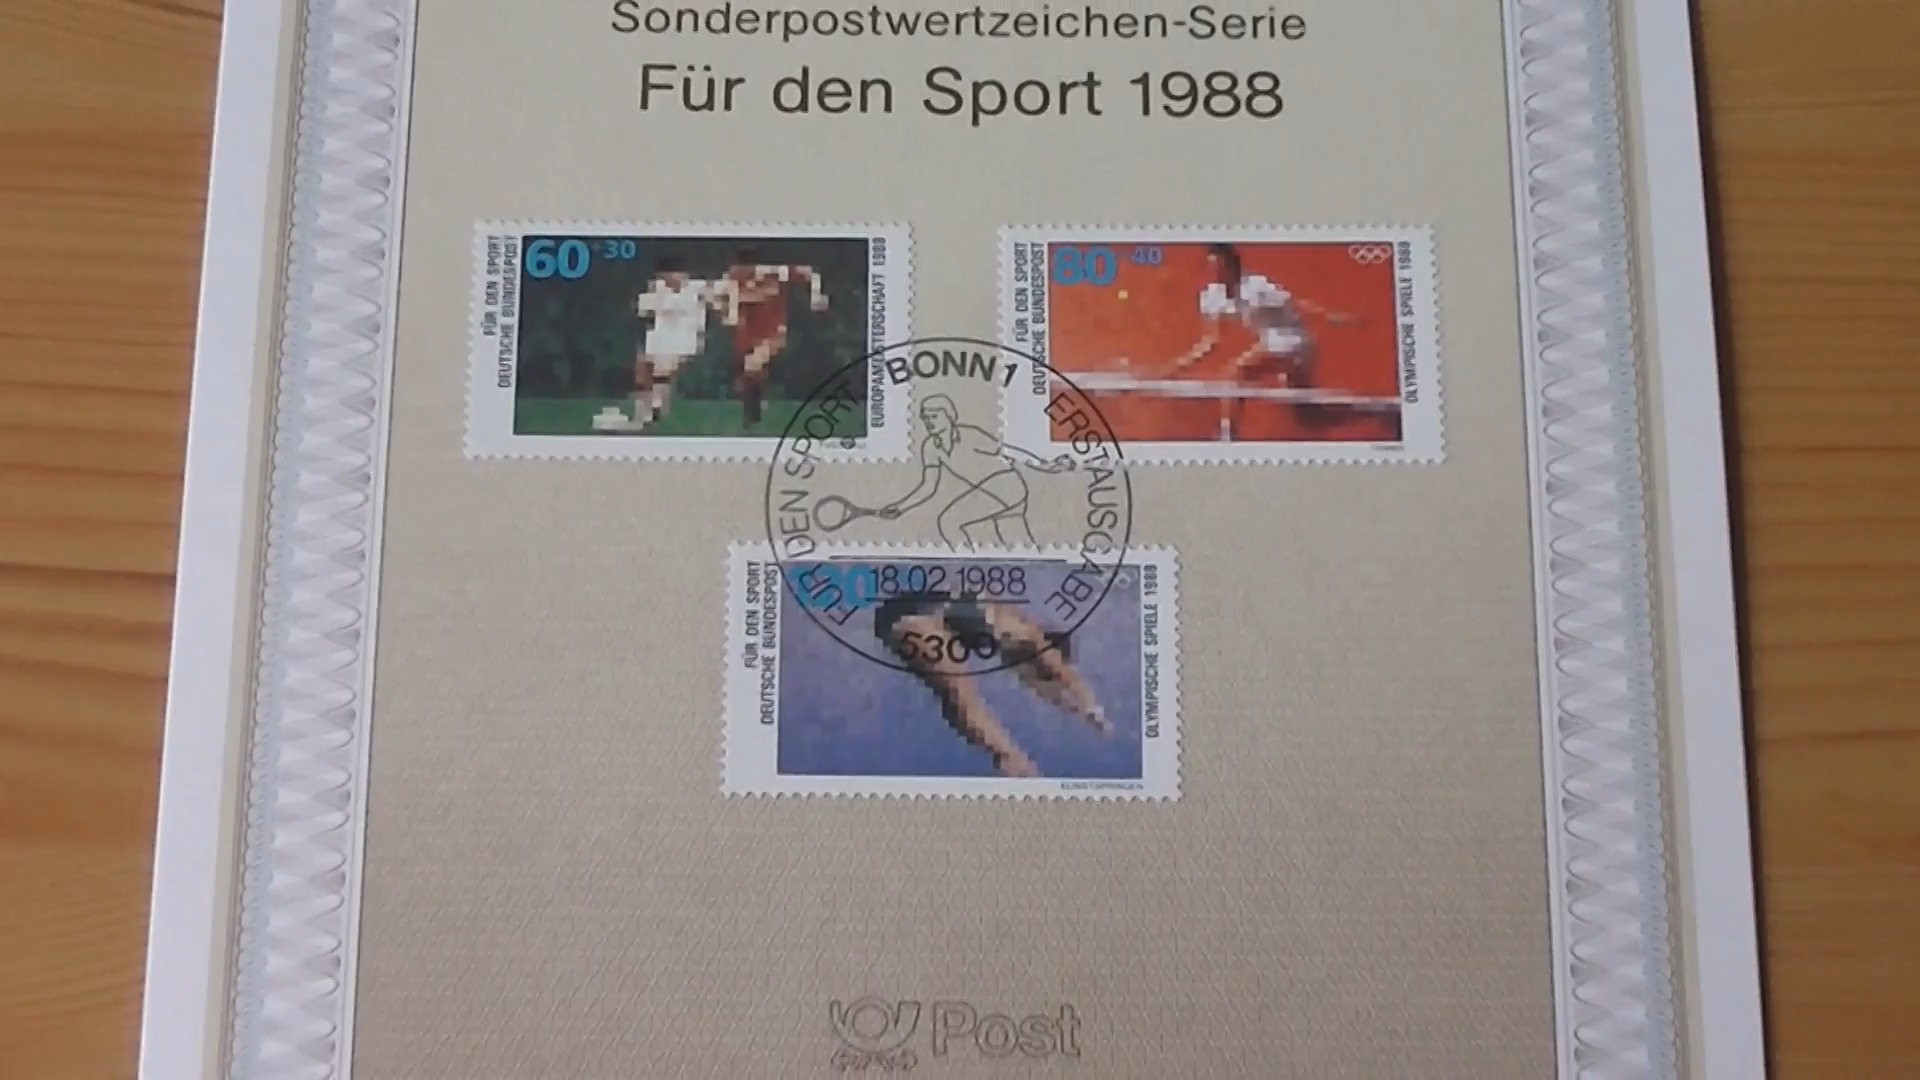 Sonderpostwertzeichen-Serie
Für den Sport 1988
FÜR DEN SPORT
DEUTSCHE BUNDESPOST
60 +30
EUROPAMEISTERSCHAFT 1988
FÜR DEN SPORT
DEUTSCHE BUNDESPOST
80 +40
OLYMPISCHE SPIELE 1988
BONN 1
FÜR DEN SPORT
ERSTAUSGABE
18.02.1988
5300
FÜR DEN SPORT
DEUTSCHE BUNDESPOST
OLYMPISCHE SPIELE 1988
Post